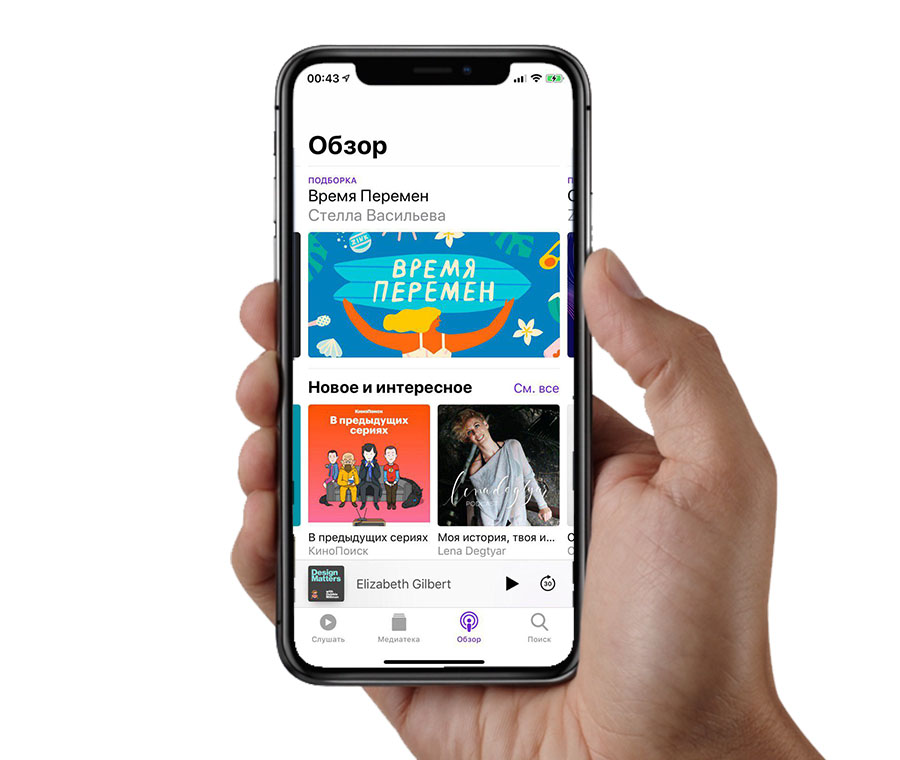 00:43
Обзор
ПОДБОРКА
Время Перемен
Стелла Васильева
ZINK
ВРЕМЯ
ПЕРЕМЕН
Новое и интересное
См. все
КиноПоиск
В предыдущих
сериях
lena degtyar
В предыдущих сериях
КиноПоиск
Моя история, твоя и...
Lena Degtyar
Design
Matters
Elizabeth Gilbert
30
Слушать
Медиатека
Обзор
Поиск